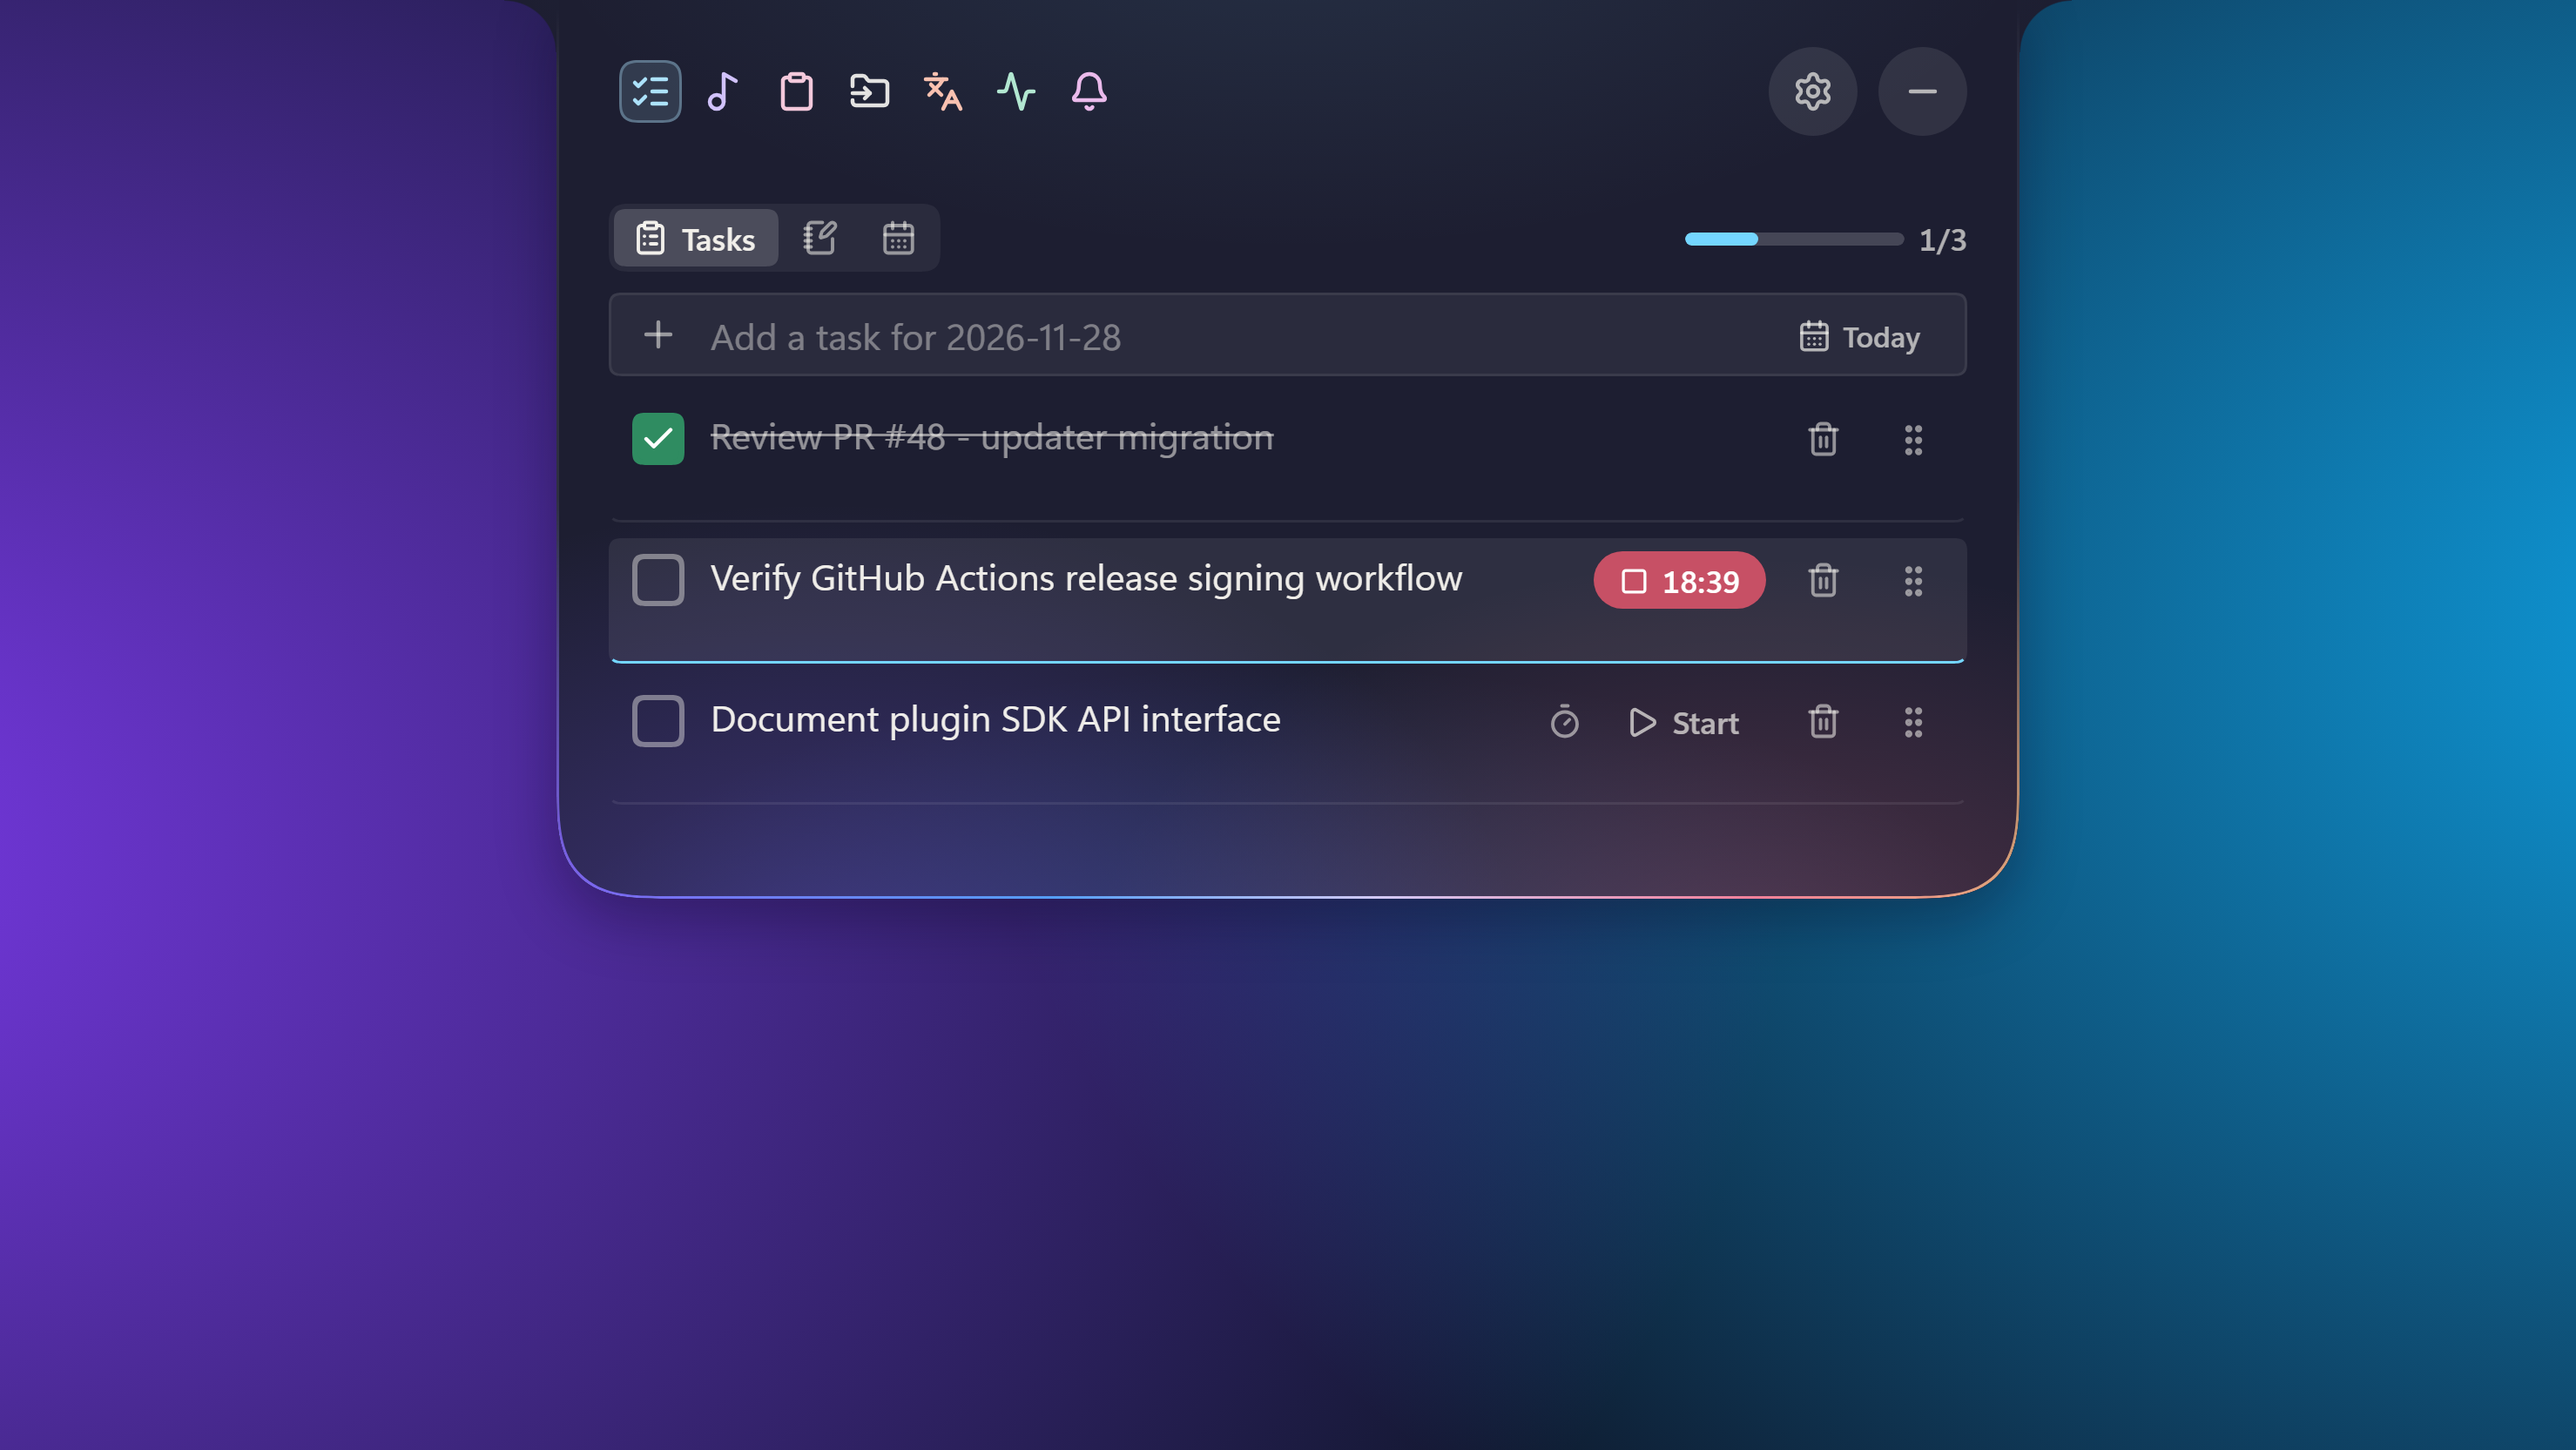 Tasks
1/3
Add a task for 2026-11-28
Today
Review PR #48 - updater migration
Verify GitHub Actions release signing workflow
18:39
Document plugin SDK API interface
Start